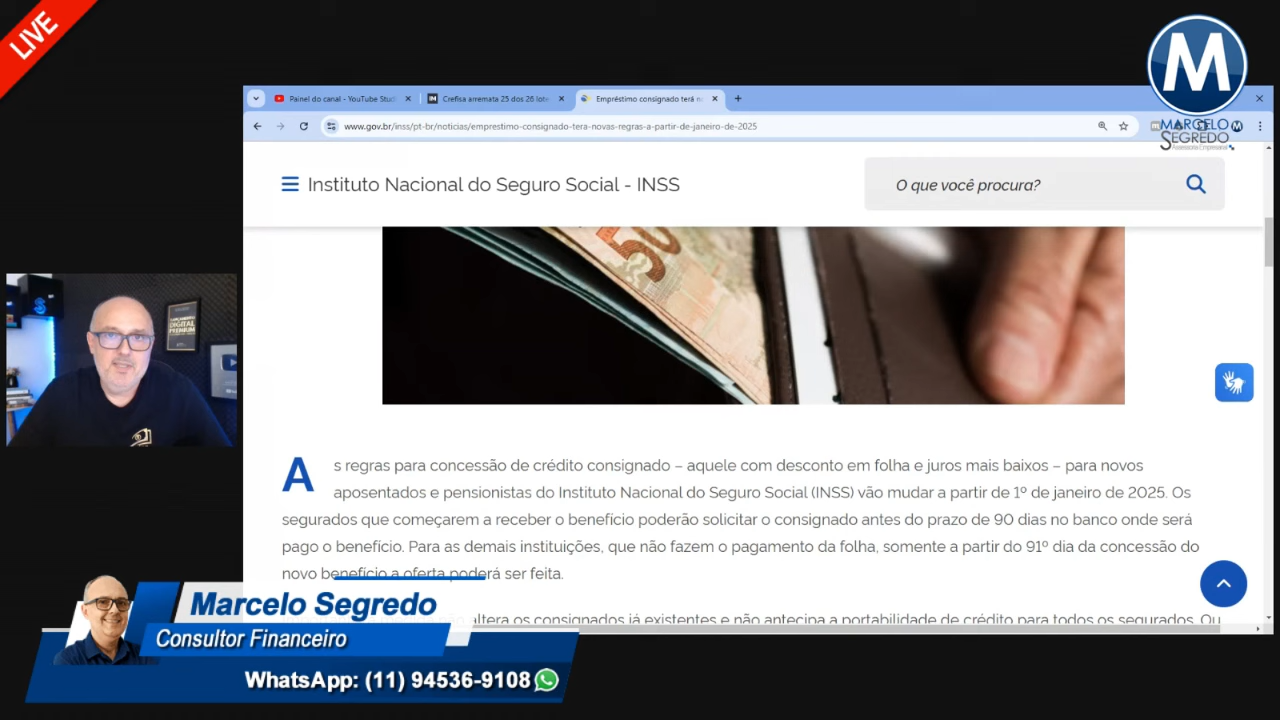 LIVE
M
MARCELO
SEGREDO
Painel do canal - YouTube Stud
Crefisa arremata 25 dos 26 lote
Empréstimo consignado terá n
www.gov.br/inss/pt-br/noticias/emprestimo-consignado-tera-novas-regras-a-partir-de-janeiro-de-2025
Instituto Nacional do Seguro Social - INSS
O que você procura?
50
DIGITAL
PREMIUM
As regras para concessão de crédito consignado – aquele com desconto em folha e juros mais baixos – para novos
aposentados e pensionistas do Instituto Nacional do Seguro Social (INSS) vão mudar a partir de 1º de janeiro de 2025. Os
segurados que começarem a receber o benefício poderão solicitar o consignado antes do prazo de 90 dias no banco onde será
pago o benefício. Para as demais instituições, que não fazem o pagamento da folha, somente a partir do 91º dia da concessão do
novo benefício a oferta poderá ser feita.
altera os consignados já existentes e não antecipa a portabilidade de crédito para todos os segurados. Ou
Marcelo Segredo
Consultor Financeiro
WhatsApp: (11) 94536-9108